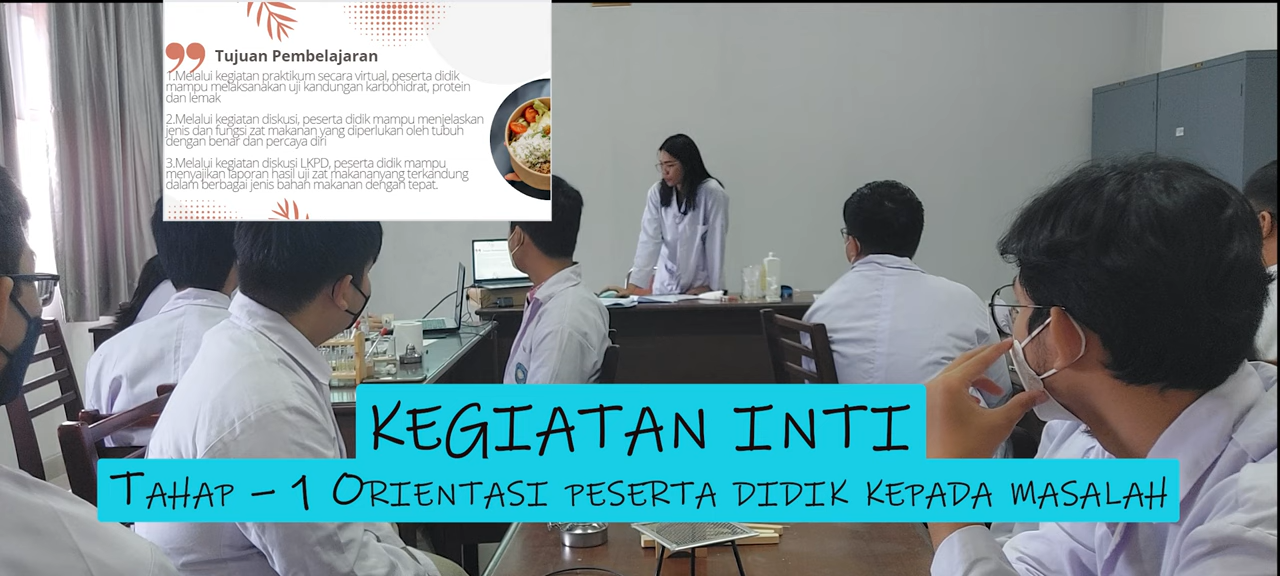 Tujuan Pembelajaran
1.Melalui kegiatan praktikum secara virtual, peserta didik
mampu melaksanakan uji kandungan karbohidrat, protein
dan lemak
2.Melalui kegiatan diskusi, peserta didik mampu menjelaskan
jenis dan fungsi zat makanan yang diperlukan oleh tubuh
dengan benar dan percaya diri
3.Melalui kegiatan diskusi LKPD, peserta didik mampu
menyajikan laporan hasil uji zat makananyang terkandung
dalam berbagai jenis bahan makanan dengan tepat.
KEGIATAN INTI
TAHAP – 1 ORIENTASI PESERTA DIDIK KEPADA MASALAH